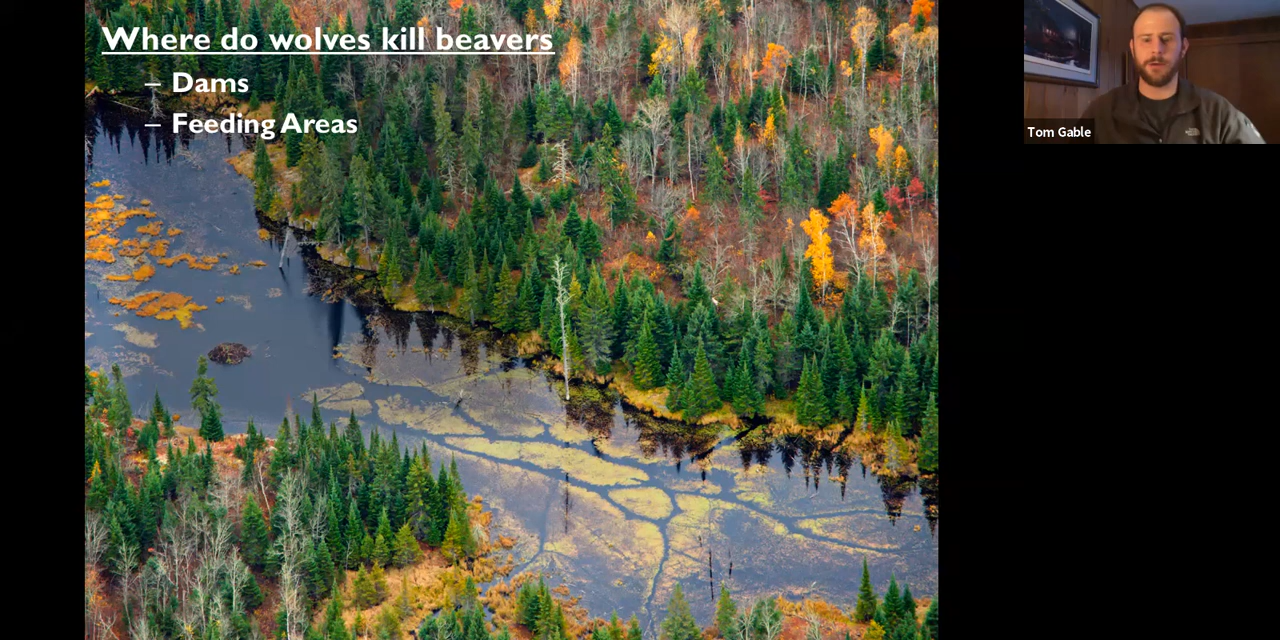 Where do wolves kill beavers
– Dams
– Feeding Areas
Tom Gable